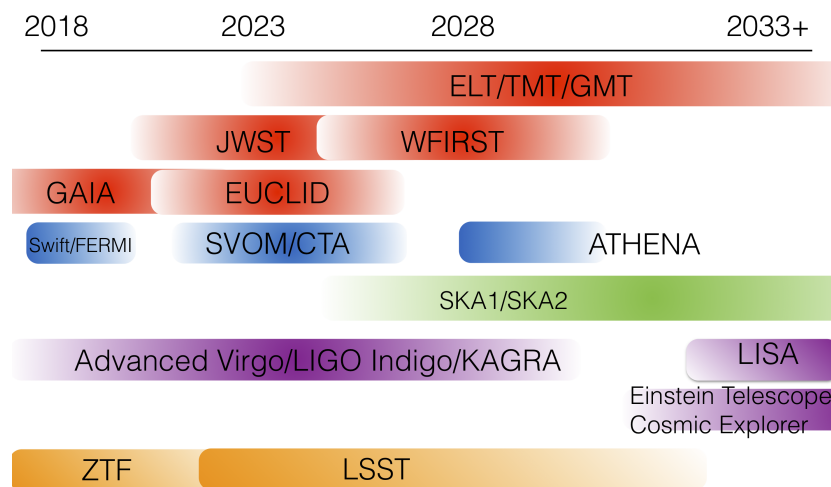 2018 2023 2028 2033+
ELT/TMT/GMT
JWST WFIRST
GAIA EUCLID
Swift/FERMI SVOM/CTA ATHENA
SKA1/SKA2
Advanced Virgo/LIGO Indigo/KAGRA LISA
Einstein Telescope
Cosmic Explorer
ZTF LSST